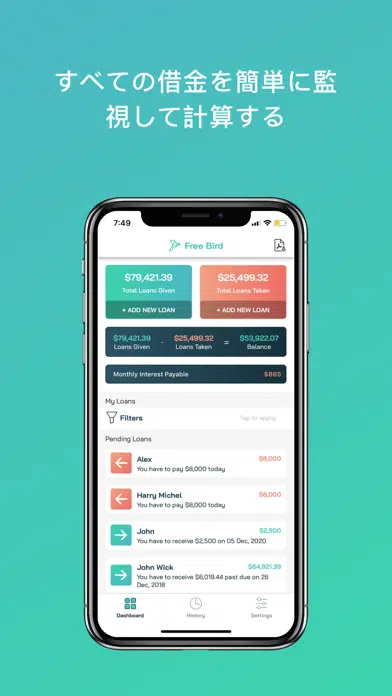 すべての借金を簡単に監
視して計算する
7:49
Free Bird
$79,421.39
Total Loans Given
+ ADD NEW LOAN
$25,499.32
Total Loans Taken
+ ADD NEW LOAN
$79,421.39 - $25,499.32 = $53,922.07
Loans Given Loans Taken Balance
Monthly Interest Payable $865
My Loans
Filters Tap to apply
Pending Loans
Alex $8,000
You have to pay $8,000 today
Harry Michel $8,000
You have to pay $8,000 today
John $2,500
You have to receive $2,500 on 05 Dec, 2020
John Wick $64,921.39
You have to receive $6,019.44 past due on 26
Dec, 2018
Dashboard History Settings